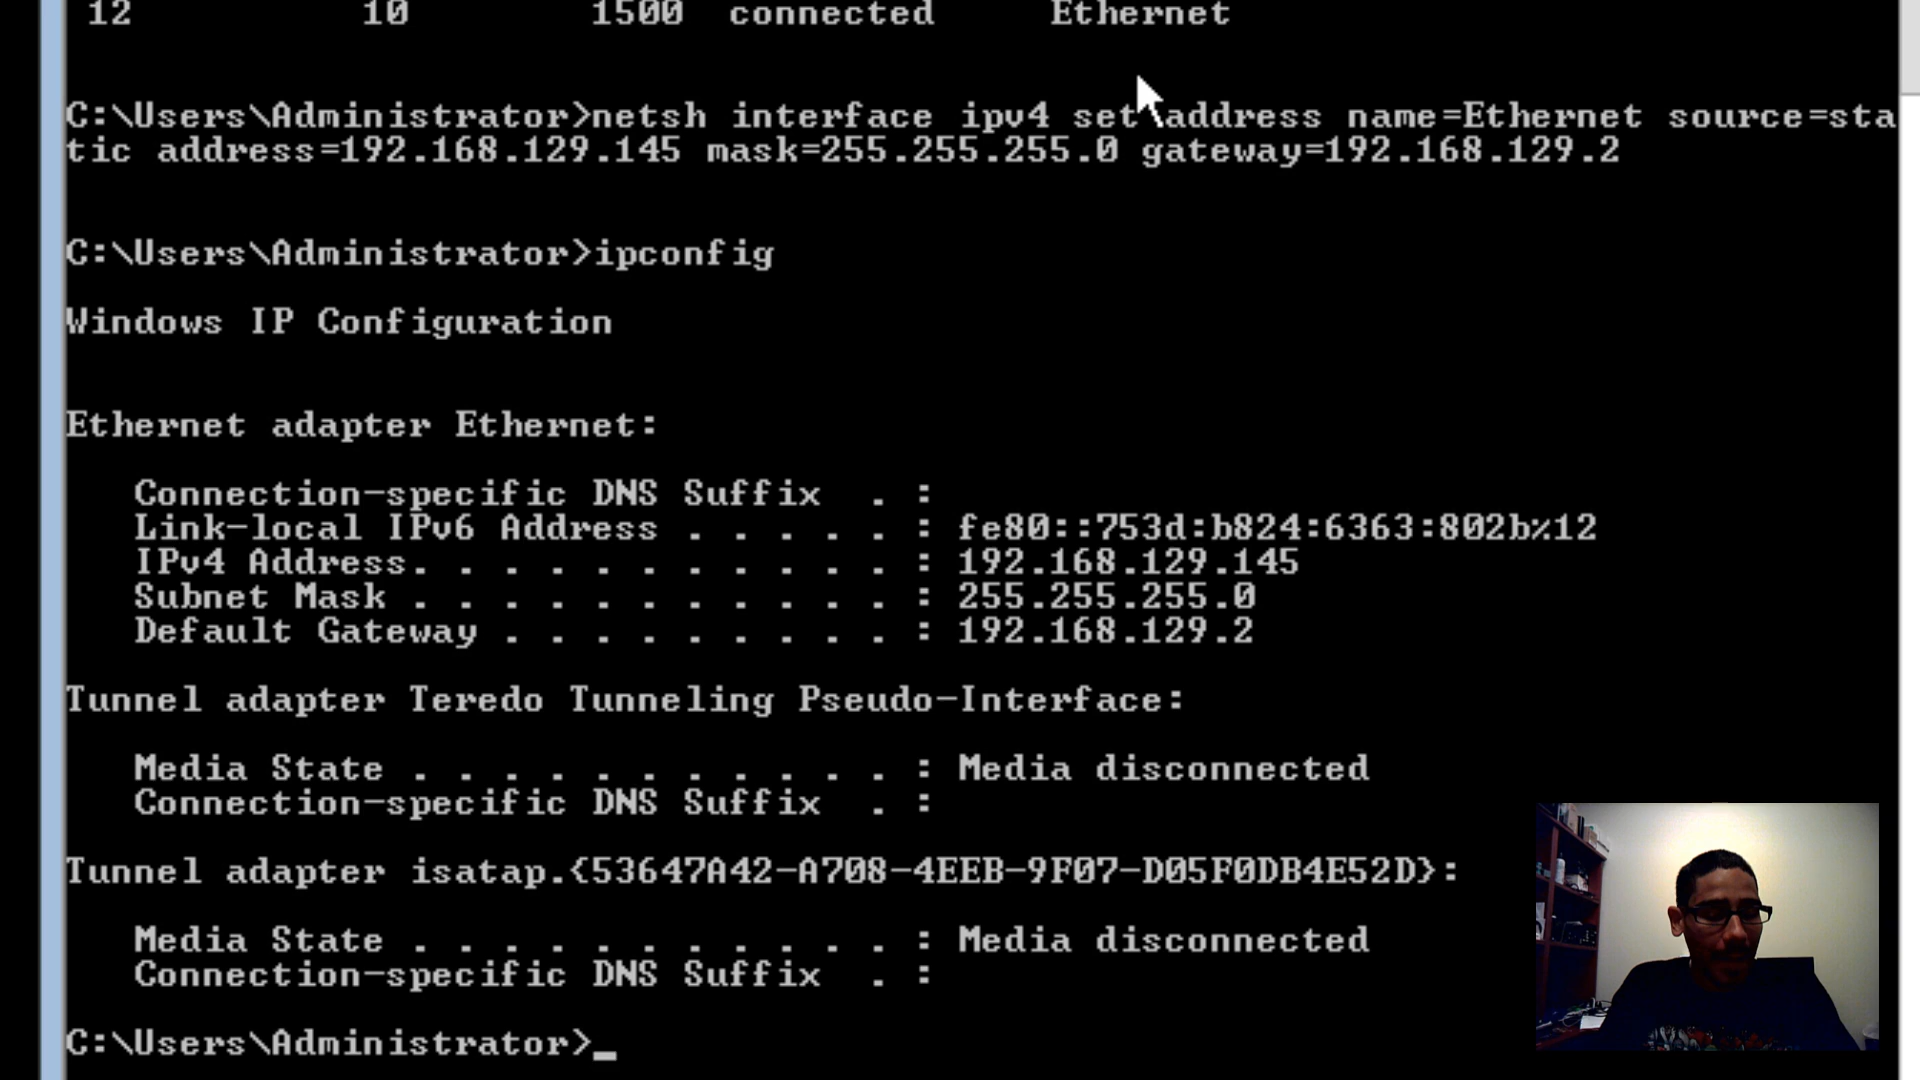 12 10 1500 connected Ethernet
C:\Users\Administrator>netsh interface ipv4 set address name=Ethernet source=sta
tic address=192.168.129.145 mask=255.255.255.0 gateway=192.168.129.2
C:\Users\Administrator>ipconfig
Windows IP Configuration
Ethernet adapter Ethernet:
Connection-specific DNS Suffix . :
Link-local IPv6 Address . . . . . : fe80::753d:b824:6363:802b%12
IPv4 Address. . . . . . . . . . . : 192.168.129.145
Subnet Mask . . . . . . . . . . . : 255.255.255.0
Default Gateway . . . . . . . . . : 192.168.129.2
Tunnel adapter Teredo Tunneling Pseudo-Interface:
Media State . . . . . . . . . . . : Media disconnected
Connection-specific DNS Suffix . :
Tunnel adapter isatap.{53647A42-A708-4EEB-9F07-D05F0DB4E52D}:
Media State . . . . . . . . . . . : Media disconnected
Connection-specific DNS Suffix . :
C:\Users\Administrator>_